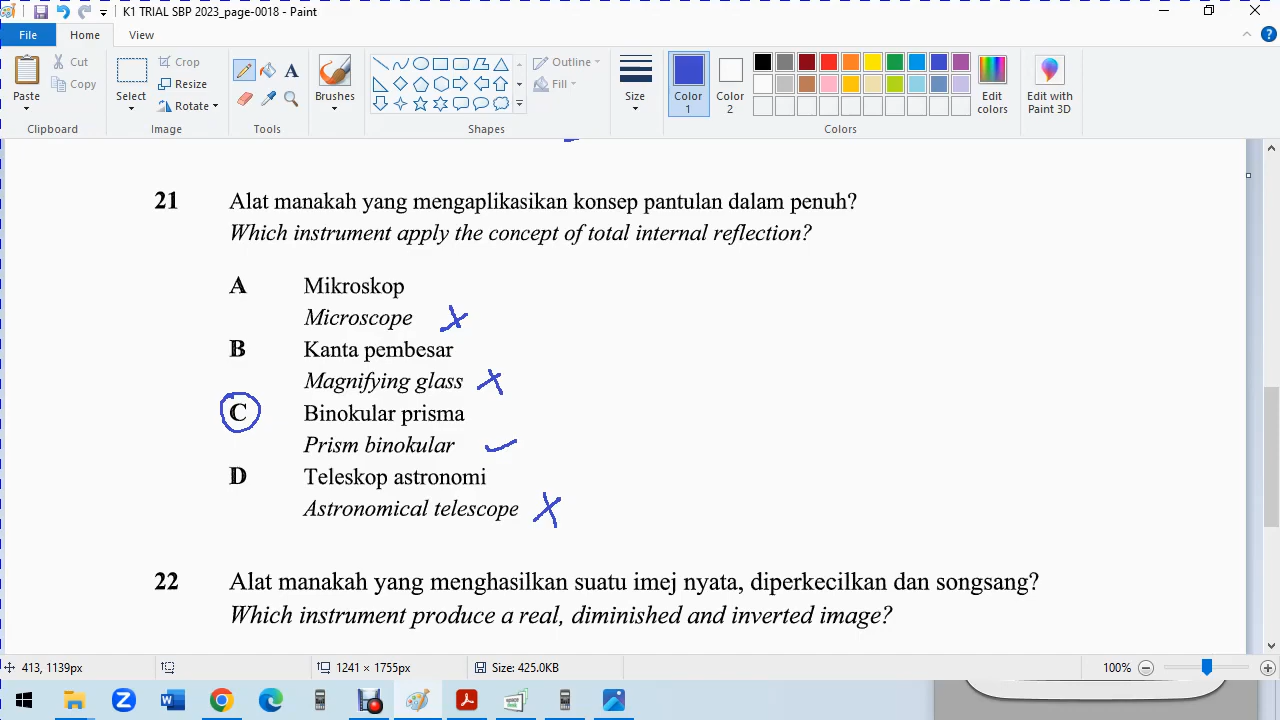 K1 TRIAL SBP 2023_page-0018 - Paint
File Home View
Paste
Cut
Copy
Clipboard
Select
Crop
Resize
Rotate
Image
A
Tools
Brushes
Shapes
Outline
Fill
Size
Color 1
Color 2
Colors
Edit colors
Edit with Paint 3D
21 Alat manakah yang mengaplikasikan konsep pantulan dalam penuh?
Which instrument apply the concept of total internal reflection?
A Mikroskop
Microscope
B Kanta pembesar
Magnifying glass
C Binokular prisma
Prism binokular
D Teleskop astronomi
Astronomical telescope
22 Alat manakah yang menghasilkan suatu imej nyata, diperkecilkan dan songsang?
Which instrument produce a real, diminished and inverted image?
413, 1139px 1241 × 1755px Size: 425.0KB 100%